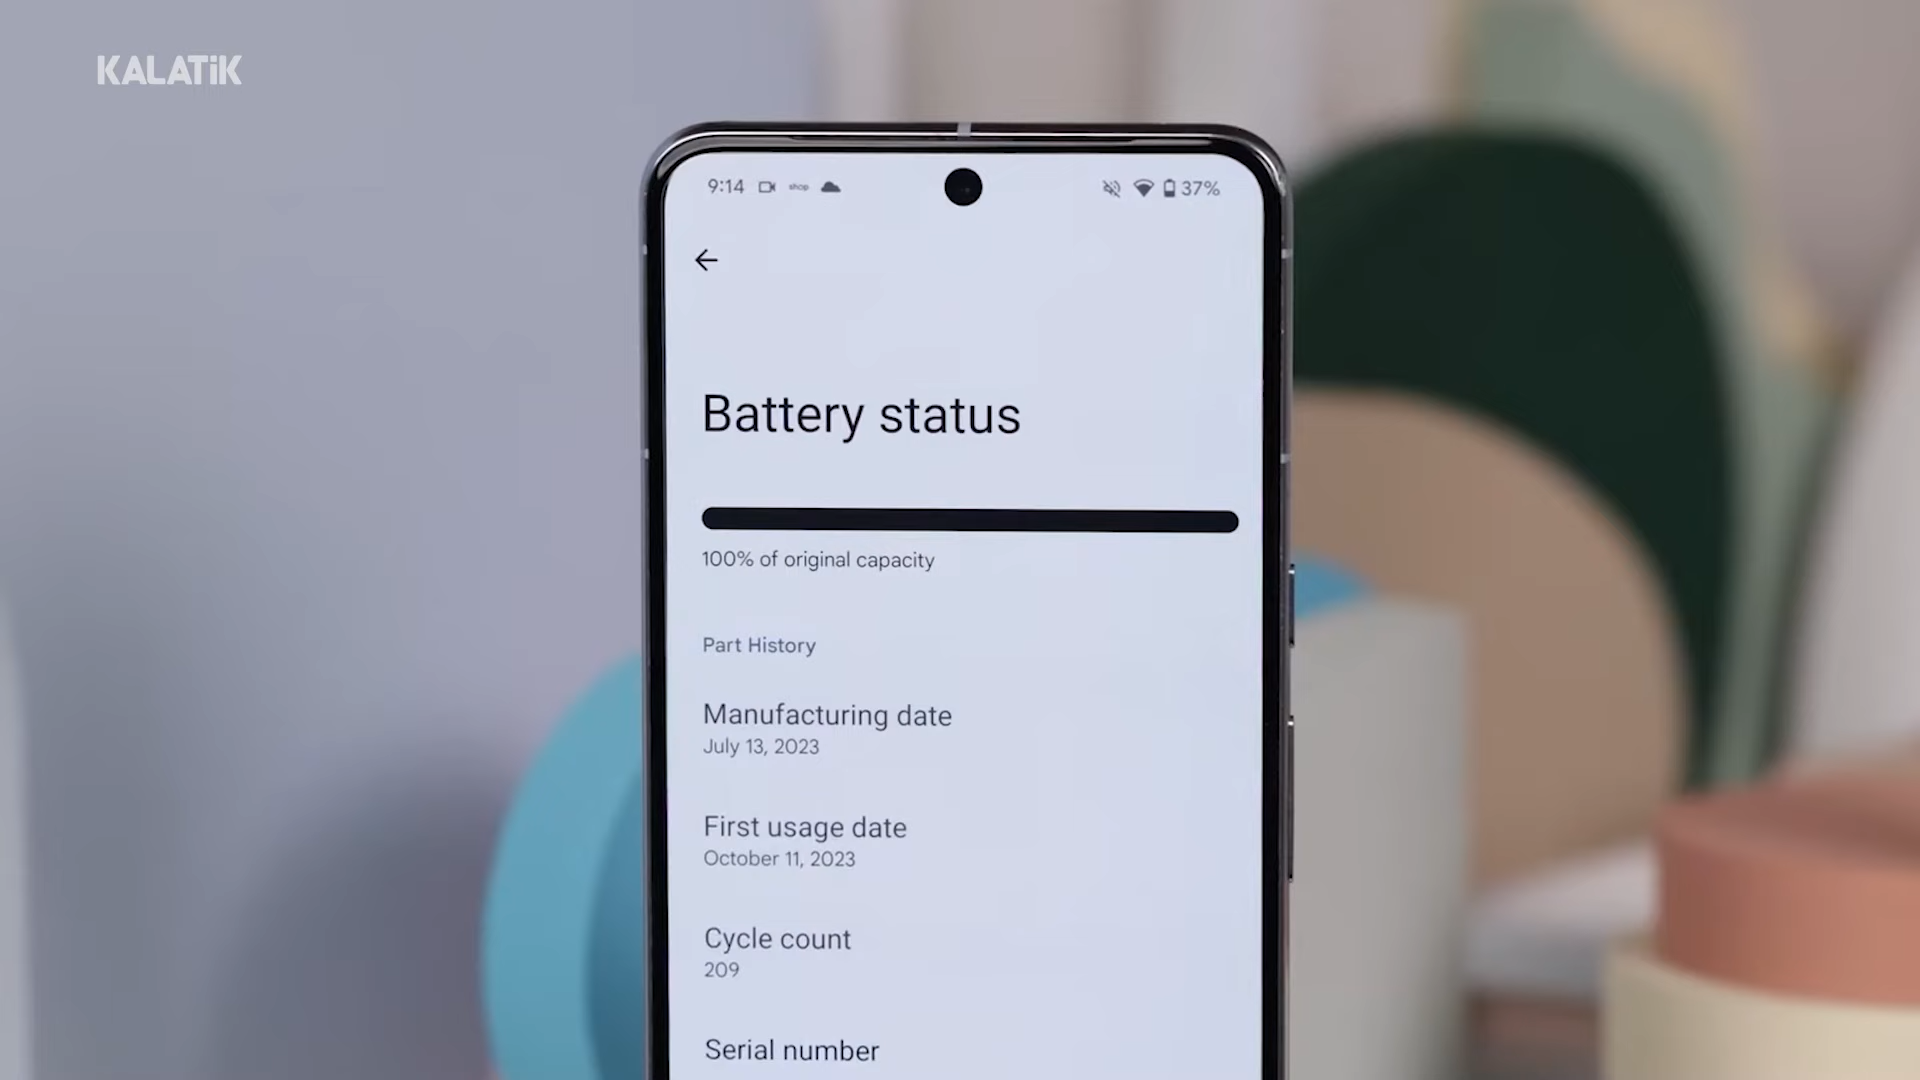 KALATiK
9:14 shop 37%
Battery status
100% of original capacity
Part History
Manufacturing date
July 13, 2023
First usage date
October 11, 2023
Cycle count
209
Serial number